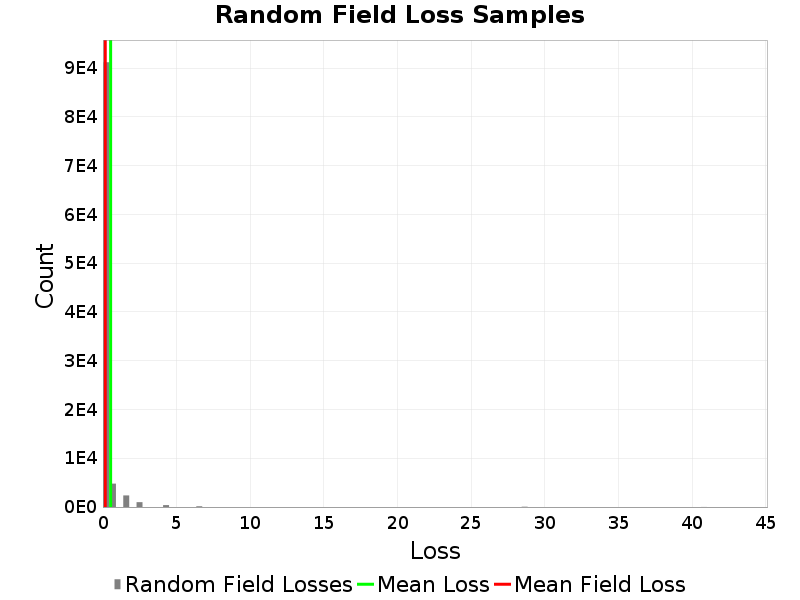 Random Field Loss Samples
9E4
8E4
7E4
6E4
5E4
4E4
3E4
2E4
1E4
0E0
Count
0 5 10 15 20 25 30 35 40 45
Loss
Random Field Losses Mean Loss Mean Field Loss